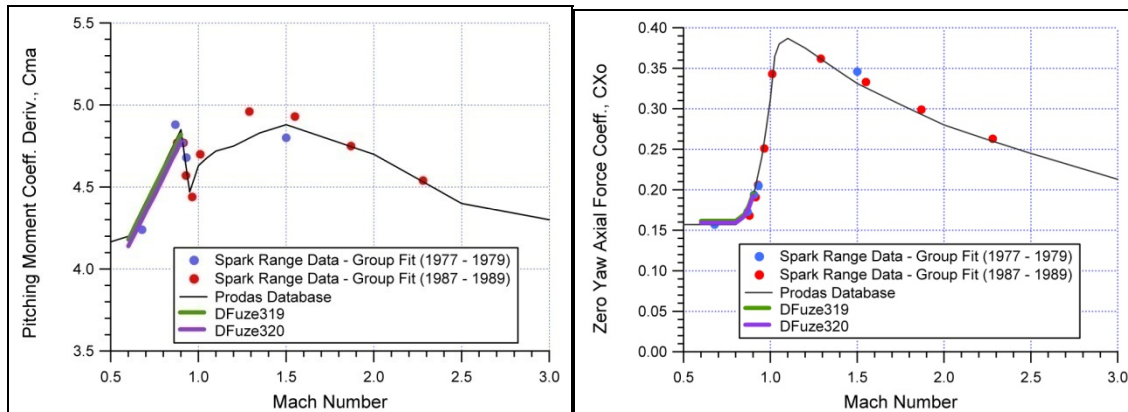 Pitching Moment Coeff. Deriv., Cma
5.5
5.0
4.5
4.0
3.5
Spark Range Data - Group Fit (1977 - 1979)
Spark Range Data - Group Fit (1987 - 1989)
Prodas Database
DFuze319
DFuze320
0.5 1.0 1.5 2.0 2.5 3.0
Mach Number
Zero Yaw Axial Force Coeff., CXo
0.40
0.35
0.30
0.25
0.20
0.15
0.10
0.05
0.00
Spark Range Data - Group Fit (1977 - 1979)
Spark Range Data - Group Fit (1987 - 1989)
Prodas Database
DFuze319
DFuze320
0.5 1.0 1.5 2.0 2.5 3.0
Mach Number